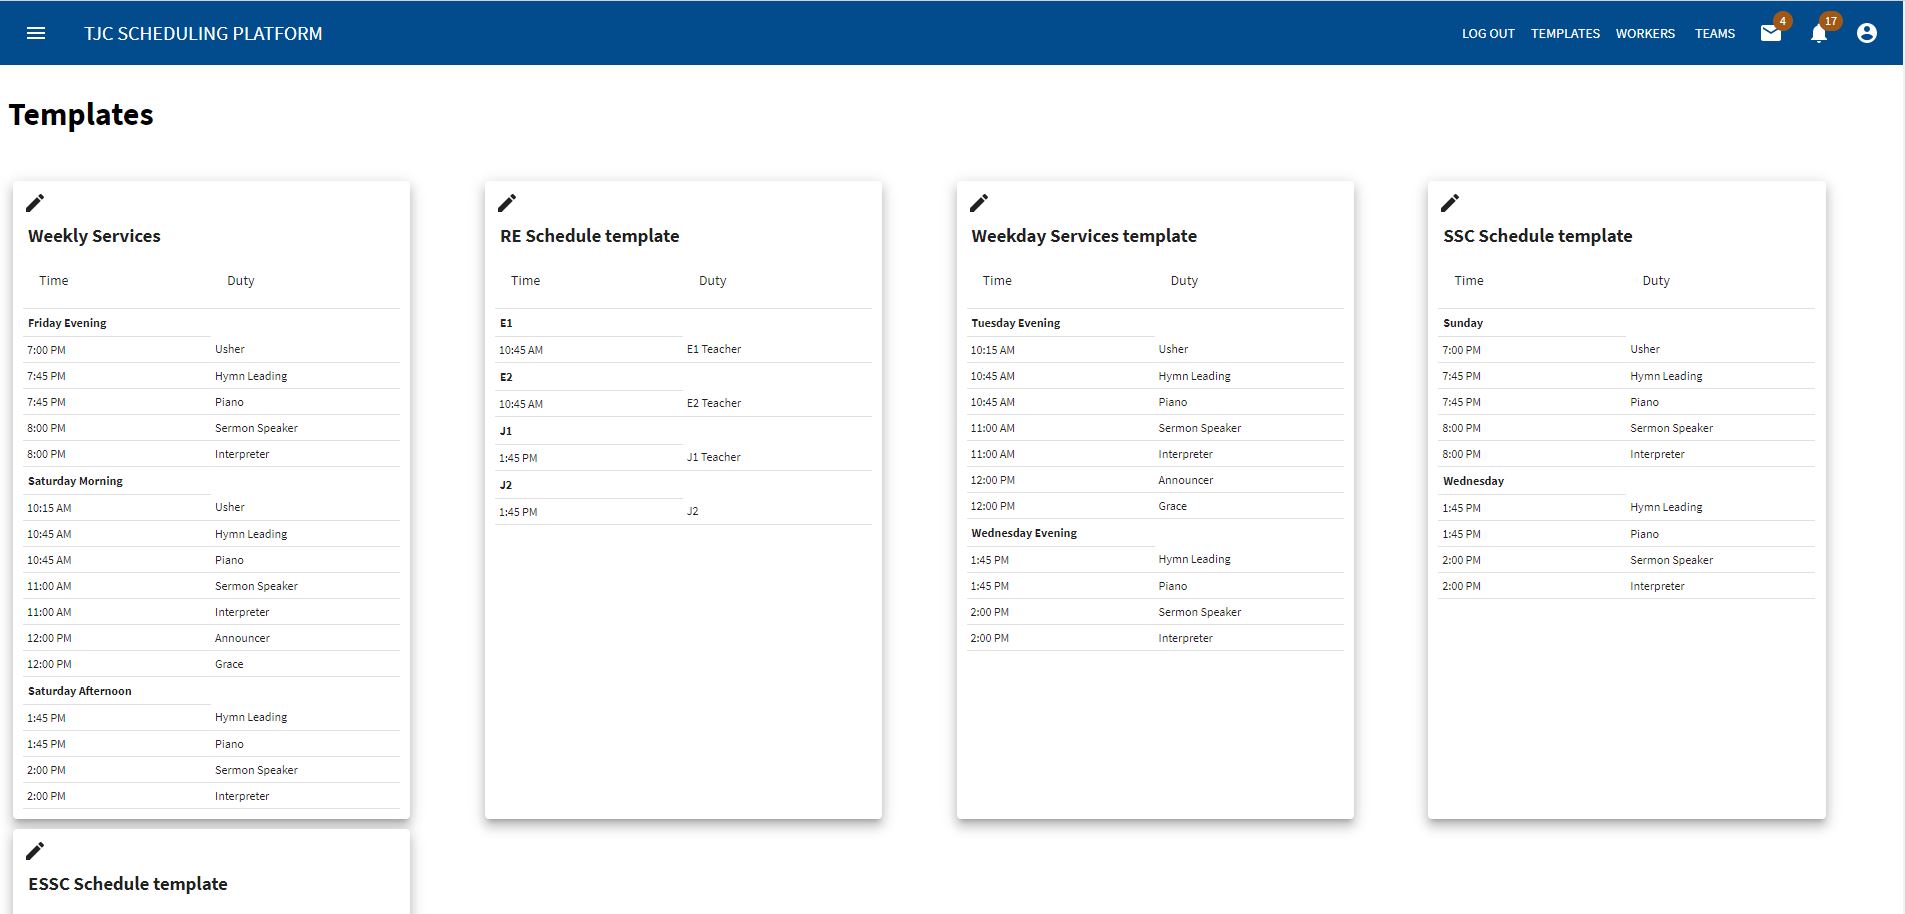 TJC SCHEDULING PLATFORM
LOG OUT TEMPLATES WORKERS TEAMS 4 17
Templates
Weekly Services
Time Duty
Friday Evening
7:00 PM Usher
7:45 PM Hymn Leading
7:45 PM Piano
8:00 PM Sermon Speaker
8:00 PM Interpreter
Saturday Morning
10:15 AM Usher
10:45 AM Hymn Leading
10:45 AM Piano
11:00 AM Sermon Speaker
11:00 AM Interpreter
12:00 PM Announcer
12:00 PM Grace
Saturday Afternoon
1:45 PM Hymn Leading
1:45 PM Piano
2:00 PM Sermon Speaker
2:00 PM Interpreter
RE Schedule template
Time Duty
E1
10:45 AM E1 Teacher
E2
10:45 AM E2 Teacher
J1
1:45 PM J1 Teacher
J2
1:45 PM J2
Weekday Services template
Time Duty
Tuesday Evening
10:15 AM Usher
10:45 AM Hymn Leading
10:45 AM Piano
11:00 AM Sermon Speaker
11:00 AM Interpreter
12:00 PM Announcer
12:00 PM Grace
Wednesday Evening
1:45 PM Hymn Leading
1:45 PM Piano
2:00 PM Sermon Speaker
2:00 PM Interpreter
SSC Schedule template
Time Duty
Sunday
7:00 PM Usher
7:45 PM Hymn Leading
7:45 PM Piano
8:00 PM Sermon Speaker
8:00 PM Interpreter
Wednesday
1:45 PM Hymn Leading
1:45 PM Piano
2:00 PM Sermon Speaker
2:00 PM Interpreter
ESSC Schedule template